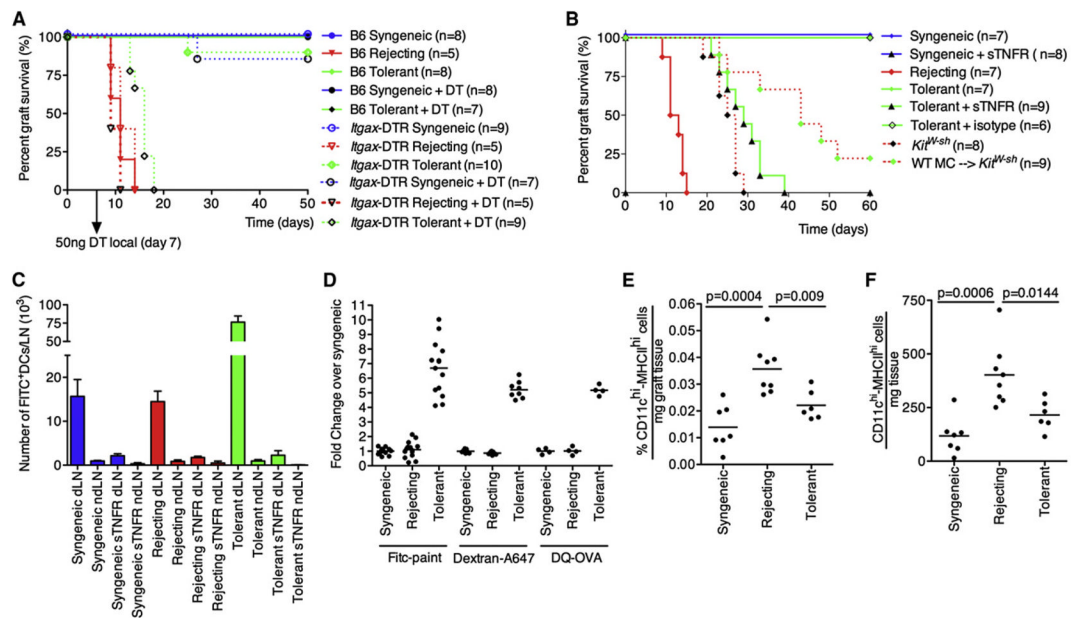 A
Percent graft survival (%)
100
75
50
25
0
0
10
20
30
40
50
Time (days)
50ng DT local (day 7)
B6 Syngeneic (n=8)
B6 Rejecting (n=5)
B6 Tolerant (n=8)
B6 Syngeneic + DT (n=8)
B6 Tolerant + DT (n=7)
Itgax-DTR Syngeneic (n=9)
Itgax-DTR Rejecting (n=5)
Itgax-DTR Tolerant (n=10)
Itgax-DTR Syngeneic + DT (n=7)
Itgax-DTR Rejecting + DT (n=5)
Itgax-DTR Tolerant + DT (n=9)
B
Percent graft survival (%)
100
75
50
25
0
0
10
20
30
40
50
60
Time (days)
Syngeneic (n=7)
Syngeneic + sTNFR ( n=8)
Rejecting (n=7)
Tolerant (n=7)
Tolerant + sTNFR (n=9)
Tolerant + isotype (n=6)
Kit^W-sh (n=8)
WT MC --> Kit^W-sh (n=9)
C
Number of FITC⁺DCs/LN (10³)
100
75
50
20
10
0
Syngeneic dLN
Syngeneic ndLN
Syngeneic sTNFR dLN
Syngeneic sTNFR ndLN
Rejecting dLN
Rejecting ndLN
Rejecting sTNFR dLN
Rejecting sTNFR ndLN
Tolerant dLN
Tolerant ndLN
Tolerant sTNFR dLN
Tolerant sTNFR ndLN
D
Fold Change over syngeneic
11
10
9
8
7
6
5
4
3
2
1
0
Syngeneic
Rejecting
Tolerant
Syngeneic
Rejecting
Tolerant
Syngeneic
Rejecting
Tolerant
Fitc-paint
Dextran-A647
DQ-OVA
E
% CD11c^hi-MHCII^hi cells
mg graft tissue
p=0.0004
p=0.009
0.06
0.05
0.04
0.03
0.02
0.01
0.00
Syngeneic
Rejecting
Tolerant
F
CD11c^hi-MHCII^hi cells
mg tissue
p=0.0006
p=0.0144
750
500
250
0
Syngeneic
Rejecting
Tolerant